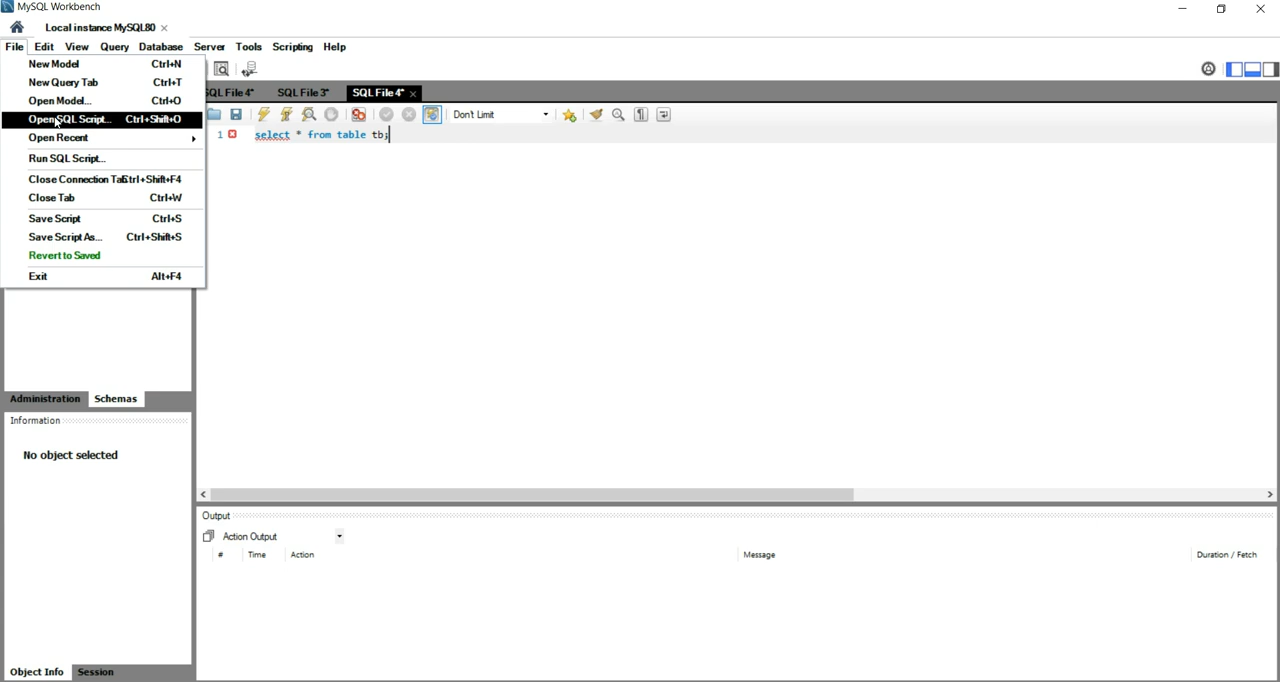 MySQL Workbench
Local instance MySQL80
File Edit View Query Database Server Tools Scripting Help
New Model Ctrl+N
New Query Tab Ctrl+T
Open Model... Ctrl+O
Open SQL Script... Ctrl+Shift+O
Open Recent
Run SQL Script...
Close Connection Tab Ctrl+Shift+F4
Close Tab Ctrl+W
Save Script Ctrl+S
Save Script As... Ctrl+Shift+S
Revert to Saved
Exit Alt+F4
SQL File 4* SQL File 3* SQL File 4*
Don't Limit
1 select * from table tb;
Administration Schemas
Information
No object selected
Object Info Session
Output
Action Output
# Time Action Message Duration / Fetch